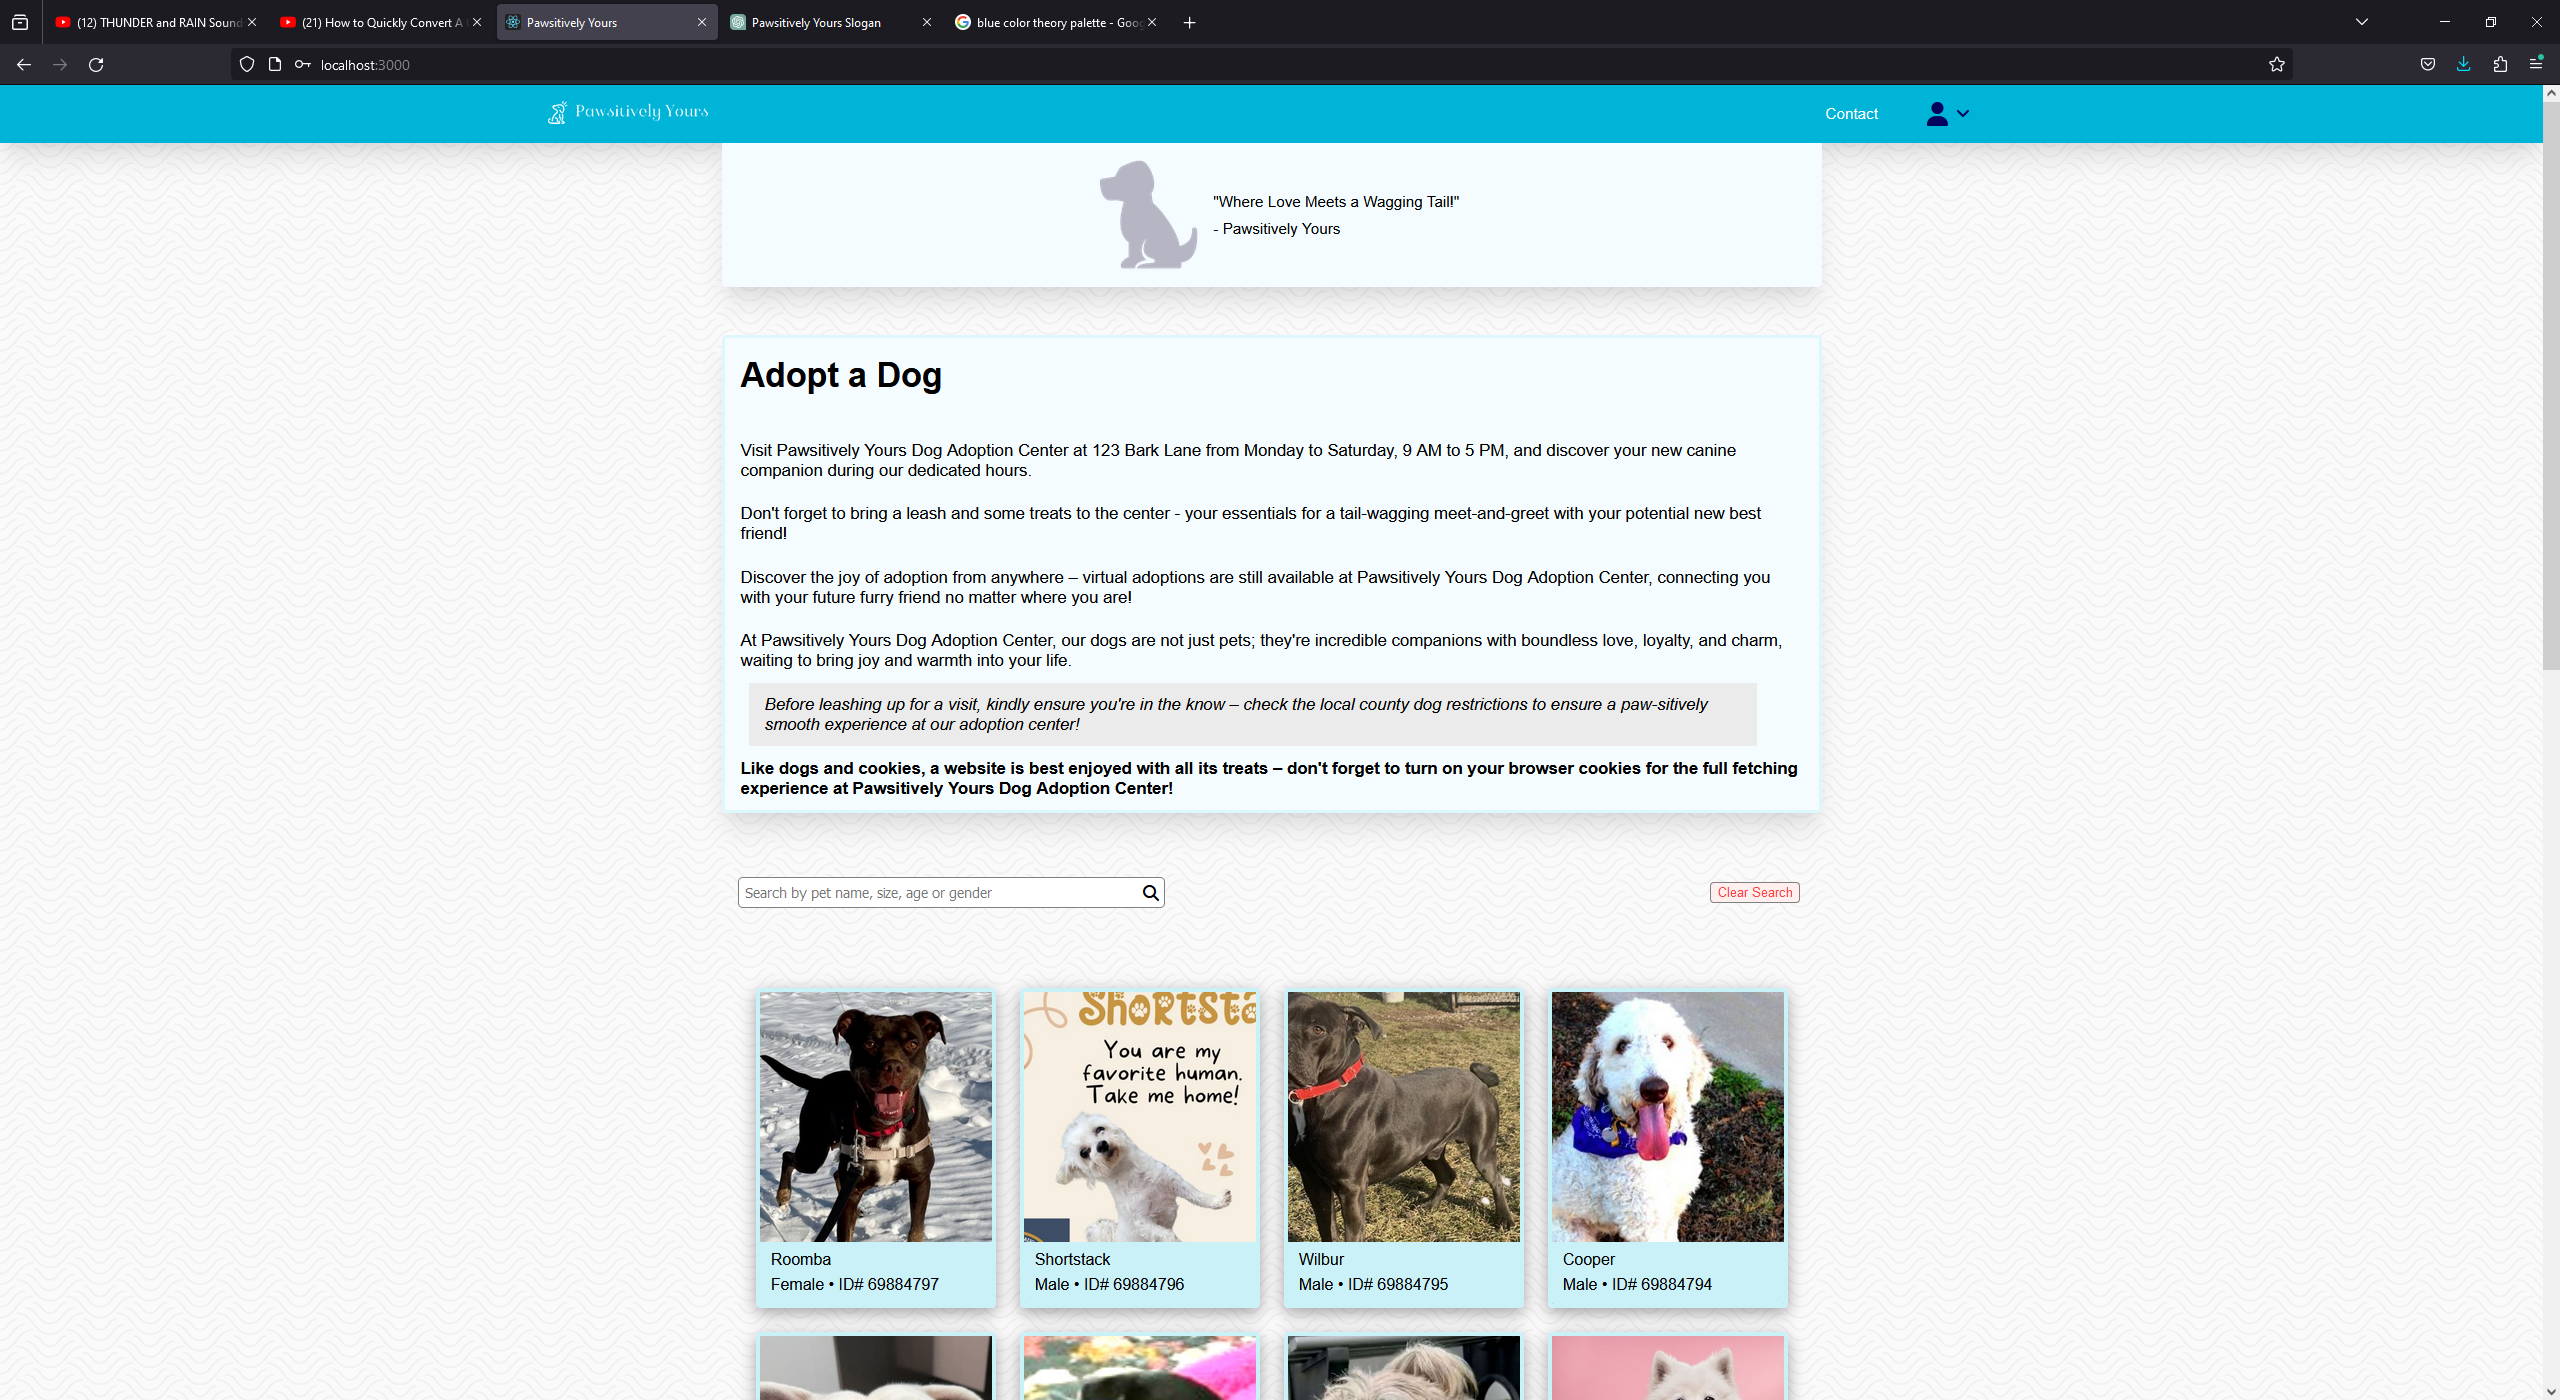 (12) THUNDER and RAIN Sound
(21) How to Quickly Convert A
Pawsitively Yours
Pawsitively Yours Slogan
blue color theory palette - Goo
localhost:3000
Pawsitively Yours
Contact
"Where Love Meets a Wagging Tail!"
- Pawsitively Yours
Adopt a Dog
Visit Pawsitively Yours Dog Adoption Center at 123 Bark Lane from Monday to Saturday, 9 AM to 5 PM, and discover your new canine
companion during our dedicated hours.
Don't forget to bring a leash and some treats to the center - your essentials for a tail-wagging meet-and-greet with your potential new best
friend!
Discover the joy of adoption from anywhere – virtual adoptions are still available at Pawsitively Yours Dog Adoption Center, connecting you
with your future furry friend no matter where you are!
At Pawsitively Yours Dog Adoption Center, our dogs are not just pets; they're incredible companions with boundless love, loyalty, and charm,
waiting to bring joy and warmth into your life.
Before leashing up for a visit, kindly ensure you're in the know – check the local county dog restrictions to ensure a paw-sitively
smooth experience at our adoption center!
Like dogs and cookies, a website is best enjoyed with all its treats – don't forget to turn on your browser cookies for the full fetching
experience at Pawsitively Yours Dog Adoption Center!
Search by pet name, size, age or gender
Clear Search
Shortsta
You are my
favorite human.
Take me home!
Roomba
Female • ID# 69884797
Shortstack
Male • ID# 69884796
Wilbur
Male • ID# 69884795
Cooper
Male • ID# 69884794